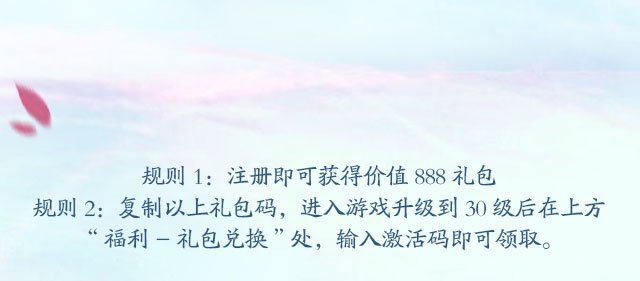 规则 1：注册即可获得价值 888 礼包
规则 2：复制以上礼包码，进入游戏升级到 30 级后在上方
“福利 – 礼包兑换”处，输入激活码即可领取。